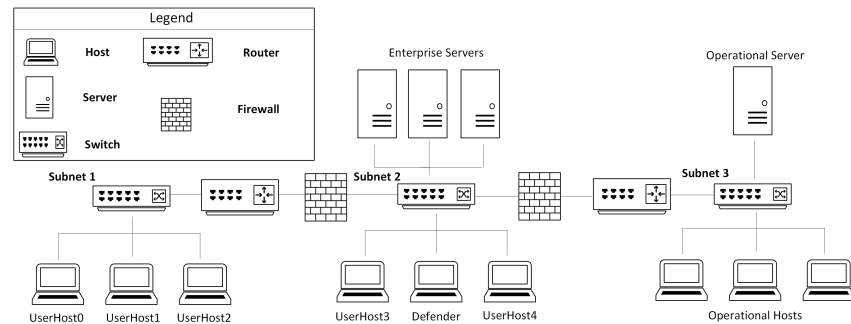 Legend
Host
Router
Server
Firewall
Switch
Enterprise Servers
Operational Server
Subnet 1
Subnet 2
Subnet 3
UserHost0
UserHost1
UserHost2
UserHost3
Defender
UserHost4
Operational Hosts